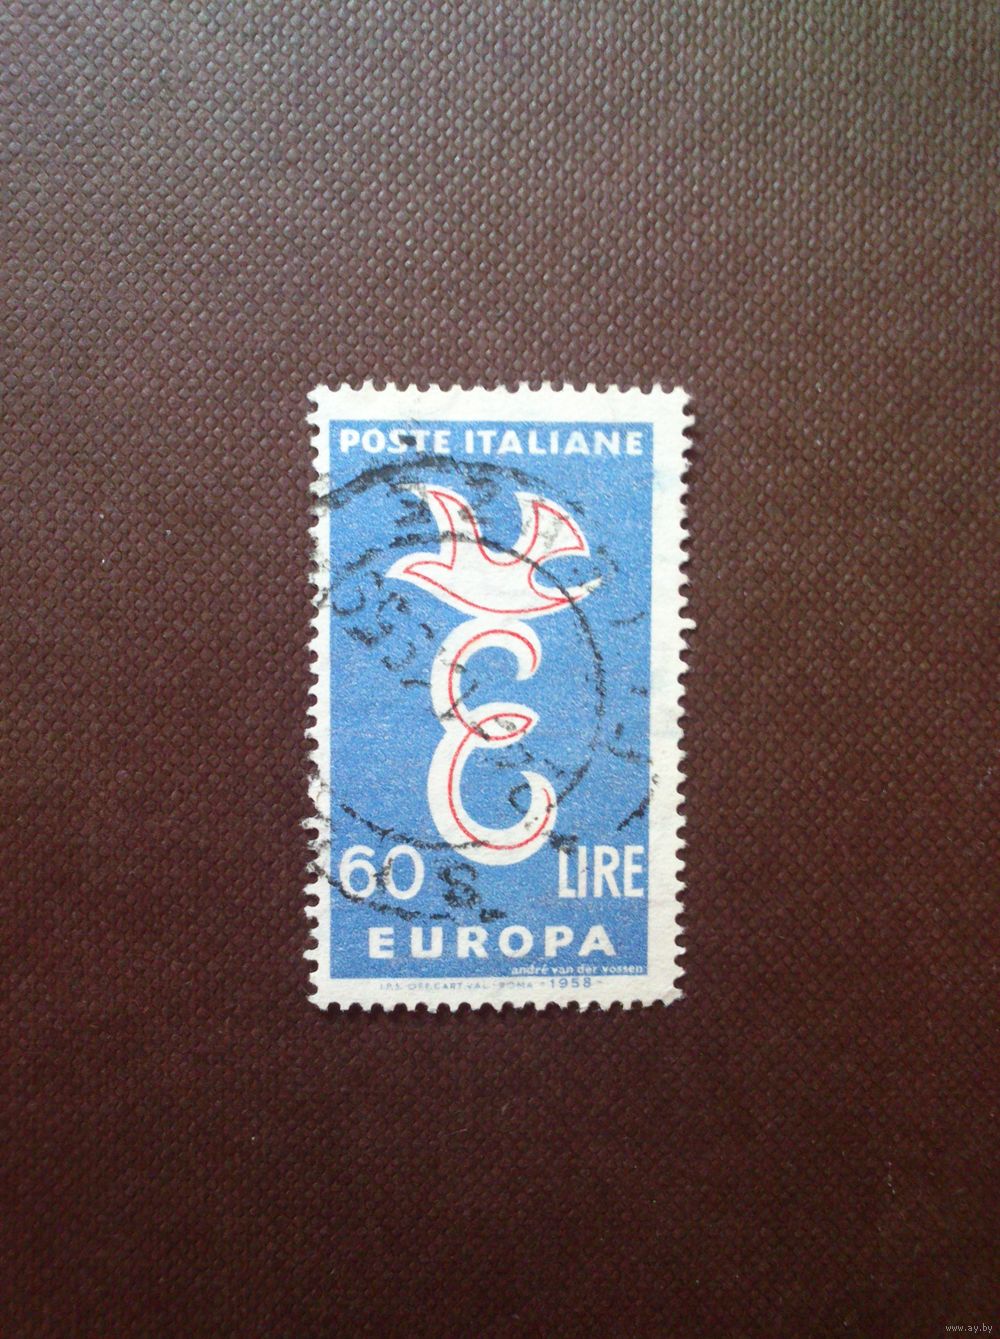 POSTE ITALIANE
60 LIRE
EUROPA
andré van der vossen
I.P.S. OFF. CART. VAL. - ROMA - 1958 -
www.ay.by